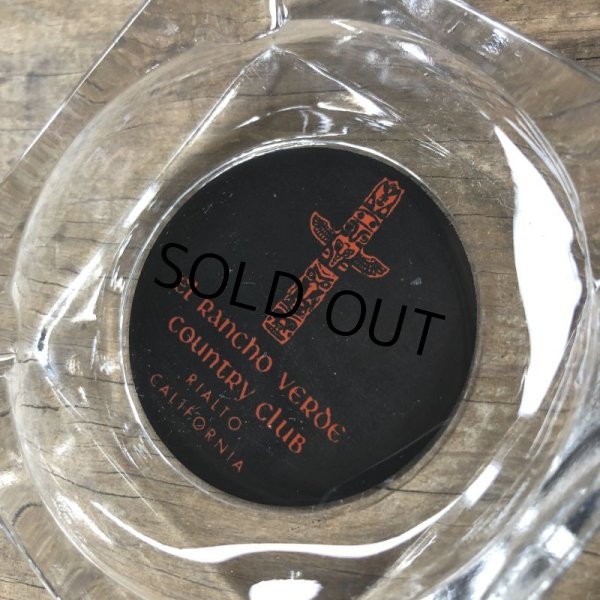 SOLD OUT
El Rancho Verde
Country Club
RIALTO
CALIFORNIA